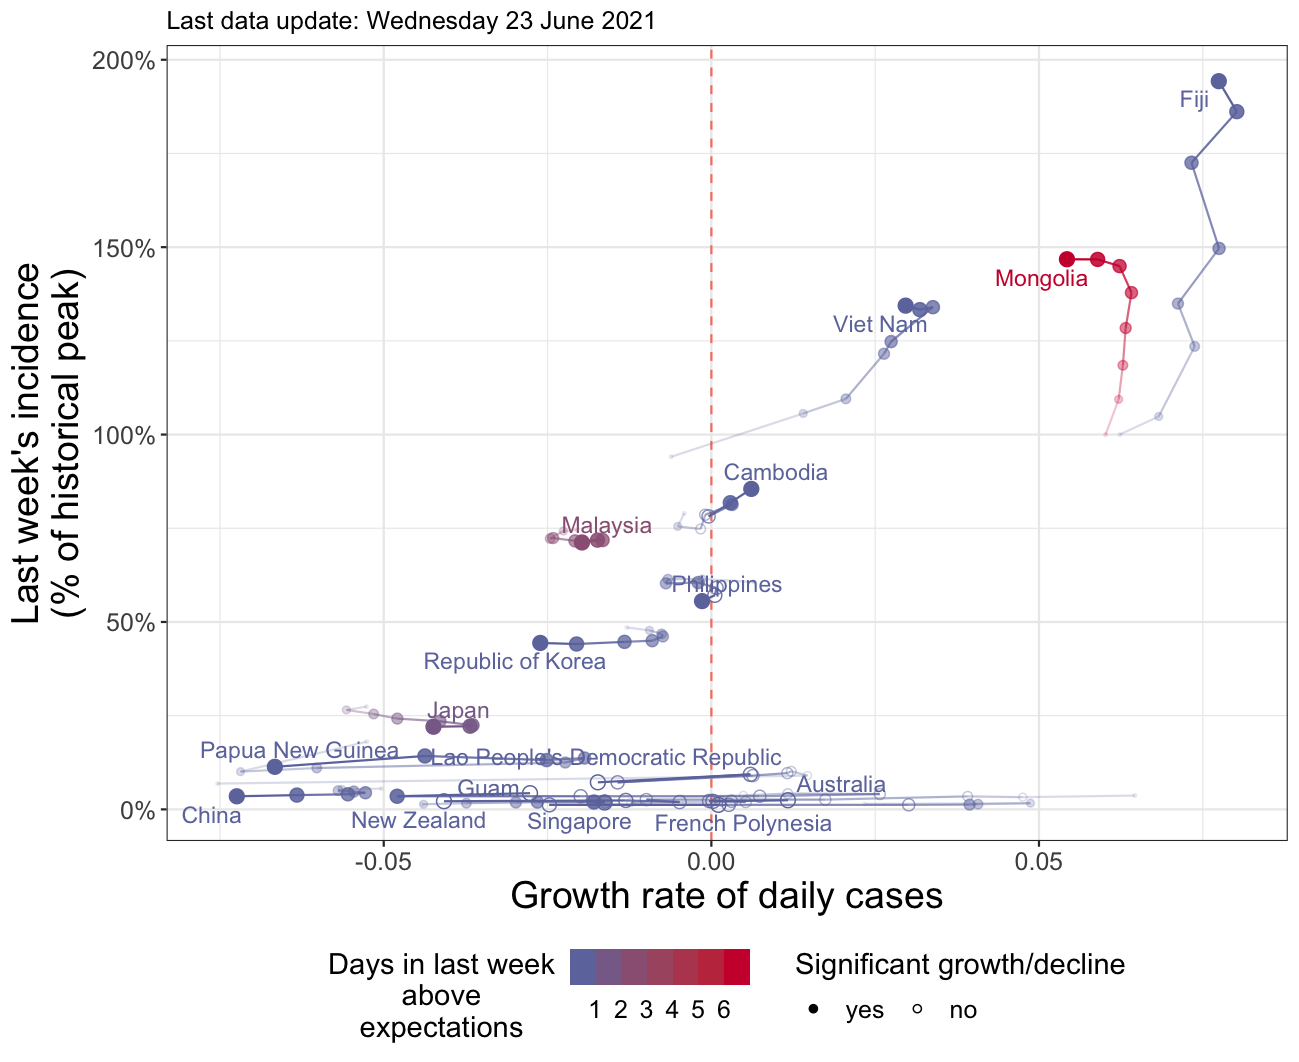 Last data update: Wednesday 23 June 2021
Last week's incidence
(% of historical peak)
200%
150%
100%
50%
0%
Fiji
Mongolia
Viet Nam
Cambodia
Malaysia
Philippines
Republic of Korea
Japan
Papua New Guinea
Lao People's Democratic Republic
Guam
Australia
China
New Zealand
Singapore
French Polynesia
-0.05
0.00
0.05
Growth rate of daily cases
Days in last week
above
expectations
1 2 3 4 5 6
Significant growth/decline
yes
no